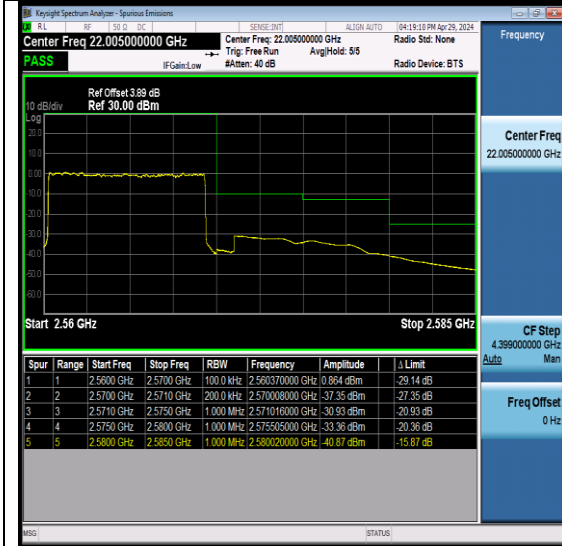 Keysight Spectrum Analyzer - Spurious Emissions
RL RF 50 Ω DC SENSE:INT ALIGN AUTO 04:19:10 PM Apr 29, 2024
Center Freq 22.005000000 GHz
Center Freq: 22.005000000 GHz
Radio Std: None
Trig: Free Run Avg|Hold: 5/5
PASS
IFGain:Low
#Atten: 40 dB
Radio Device: BTS
Frequency
Ref Offset 3.89 dB
10 dB/div Ref 30.00 dBm
Log
20.0
10.0
0.00
-10.0
-20.0
-30.0
-40.0
-50.0
-60.0
Start 2.56 GHz Stop 2.585 GHz
Center Freq
22.005000000 GHz
CF Step
4.399000000 GHz
Auto Man
Freq Offset
0 Hz
Spur Range Start Freq Stop Freq RBW Frequency Amplitude Δ Limit
1 1 2.5600 GHz 2.5700 GHz 100.0 kHz 2.560370000 GHz 0.864 dBm -29.14 dB
2 2 2.5700 GHz 2.5710 GHz 200.0 kHz 2.570008000 GHz -37.35 dBm -27.35 dB
3 3 2.5710 GHz 2.5750 GHz 1.000 MHz 2.571016000 GHz -30.93 dBm -20.93 dB
4 4 2.5750 GHz 2.5800 GHz 1.000 MHz 2.575505000 GHz -33.36 dBm -20.36 dB
5 5 2.5800 GHz 2.5850 GHz 1.000 MHz 2.580020000 GHz -40.87 dBm -15.87 dB
MSG STATUS